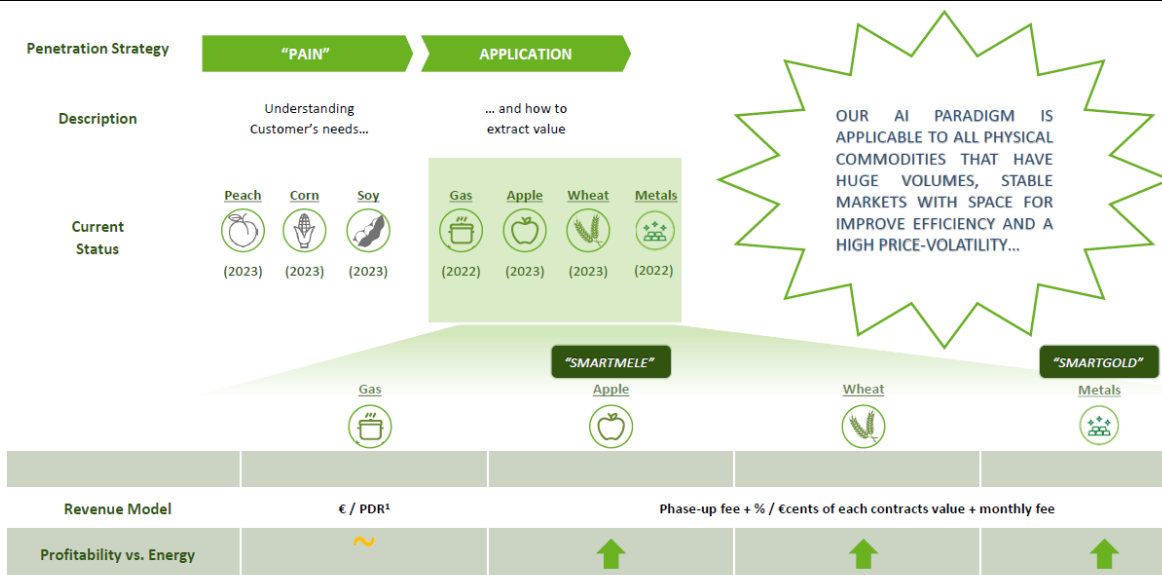 Penetration Strategy
“PAIN”
APPLICATION
Description
Understanding
Customer’s needs…
… and how to
extract value
Current
Status
Peach
Corn
Soy
Gas
Apple
Wheat
Metals
(2023)
(2023)
(2023)
(2022)
(2023)
(2023)
(2022)
OUR AI PARADIGM IS
APPLICABLE TO ALL PHYSICAL
COMMODITIES THAT HAVE
HUGE VOLUMES, STABLE
MARKETS WITH SPACE FOR
IMPROVE EFFICIENCY AND A
HIGH PRICE-VOLATILITY…
“SMARTMELE”
“SMARTGOLD”
Gas
Apple
Wheat
Metals
Revenue Model
€ / PDR¹
Phase-up fee + % / €cents of each contracts value + monthly fee
Profitability vs. Energy
~